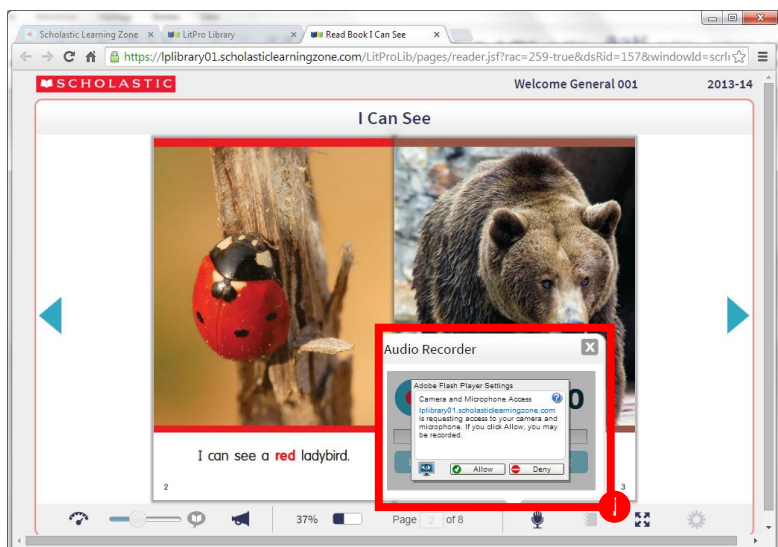 Scholastic Learning Zone
LitPro Library
Read Book I Can See
https://lplibrary01.scholasticlearningzone.com/LitProLib/pages/reader.jsf?rac=259-true&dsRid=157&windowId=scrl
SCHOLASTIC
Welcome General 001
2013-14
I Can See
Audio Recorder
Adobe Flash Player Settings
Camera and Microphone Access
lplibrary01.scholasticlearningzone.com
is requesting access to your camera and
microphone. If you click Allow, you may
be recorded.
Allow
Deny
I can see a red ladybird.
2
3
37%
Page 2 of 8